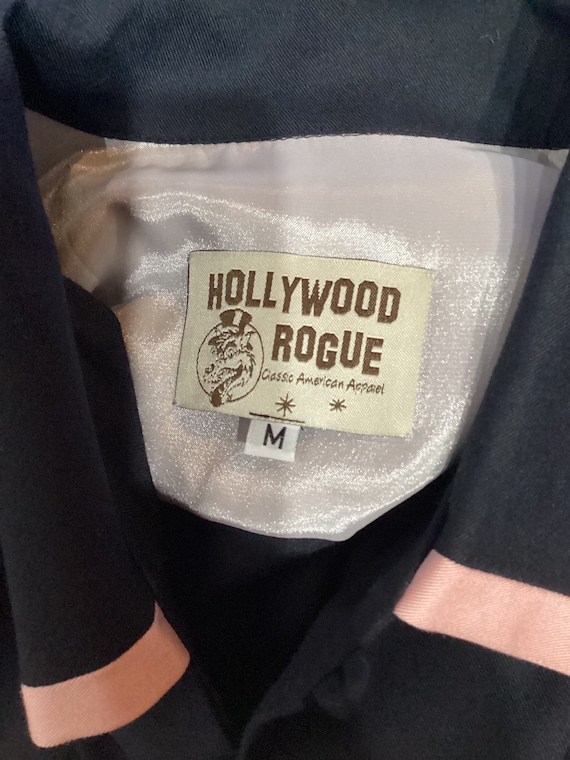 HOLLYWOOD
ROGUE
Classic American Apparel
M